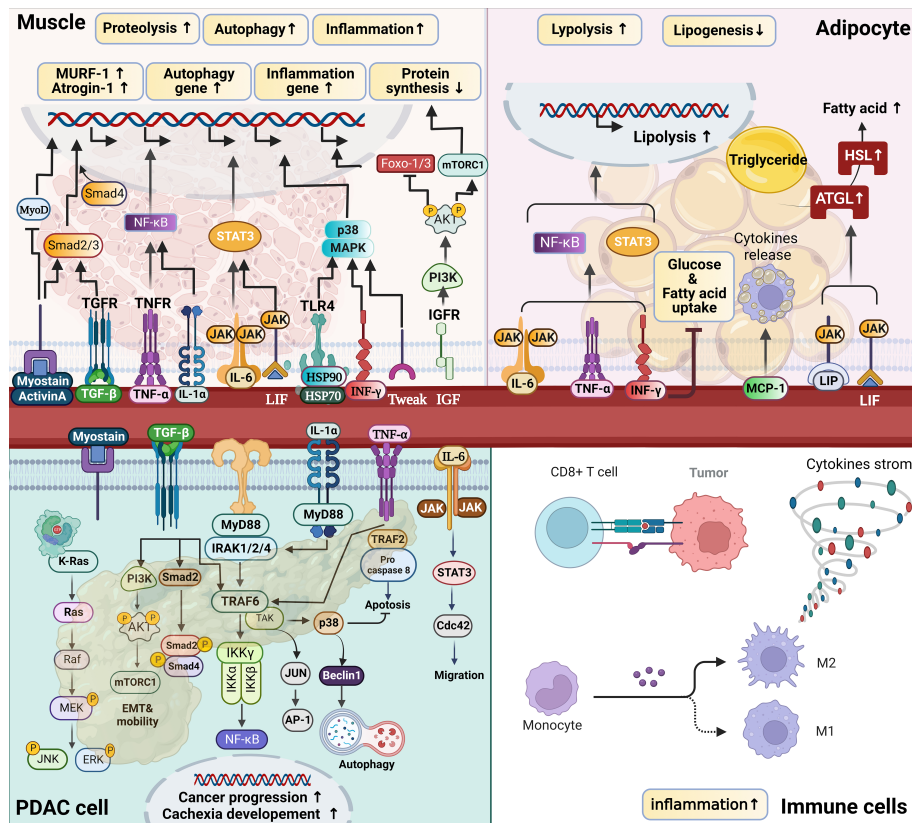 Muscle
Proteolysis ↑
Autophagy↑
Inflammation↑
MURF-1 ↑
Atrogin-1 ↑
Autophagy
gene ↑
Inflammation
gene ↑
Protein
synthesis ↓
MyoD
Smad4
Smad2/3
NF-κB
STAT3
p38
MAPK
Foxo-1/3
mTORC1
P
P
AKT
PI3K
IGFR
TGFR
TNFR
TLR4
JAK
JAK
JAK
Myostain
ActivinA
TGF-β
TNF-α
IL-1α
IL-6
LIF
HSP90
HSP70
INF-γ
Tweak
IGF
Adipocyte
Lypolysis ↑
Lipogenesis↓
Lipolysis ↑
Fatty acid ↑
Triglyceride
HSL↑
ATGL↑
NF-κB
STAT3
Glucose
&
Fatty acid
uptake
Cytokines
release
JAK
JAK
JAK
JAK
IL-6
TNF-α
INF-γ
MCP-1
LIP
LIF
Myostain
TGF-β
IL-1α
TNF-α
IL-6
JAK
JAK
MyD88
MyD88
IRAK1/2/4
TRAF2
Pro
caspase 8
Apotosis
K-Ras
PI3K
Smad2
Ras
P
P
AKT
TRAF6
TAK
p38
STAT3
Cdc42
Migration
Raf
Smad2
P
P
Smad4
mTORC1
EMT&
mobility
IKKγ
IKKα
IKKβ
JUN
Beclin1
MEK
P
AP-1
NF-κB
P
JNK
P
ERK
Autophagy
Cancer progression ↑
Cachexia developement ↑
PDAC cell
CD8+ T cell
Tumor
Cytokines strom
Monocyte
M2
M1
inflammation↑
Immune cells